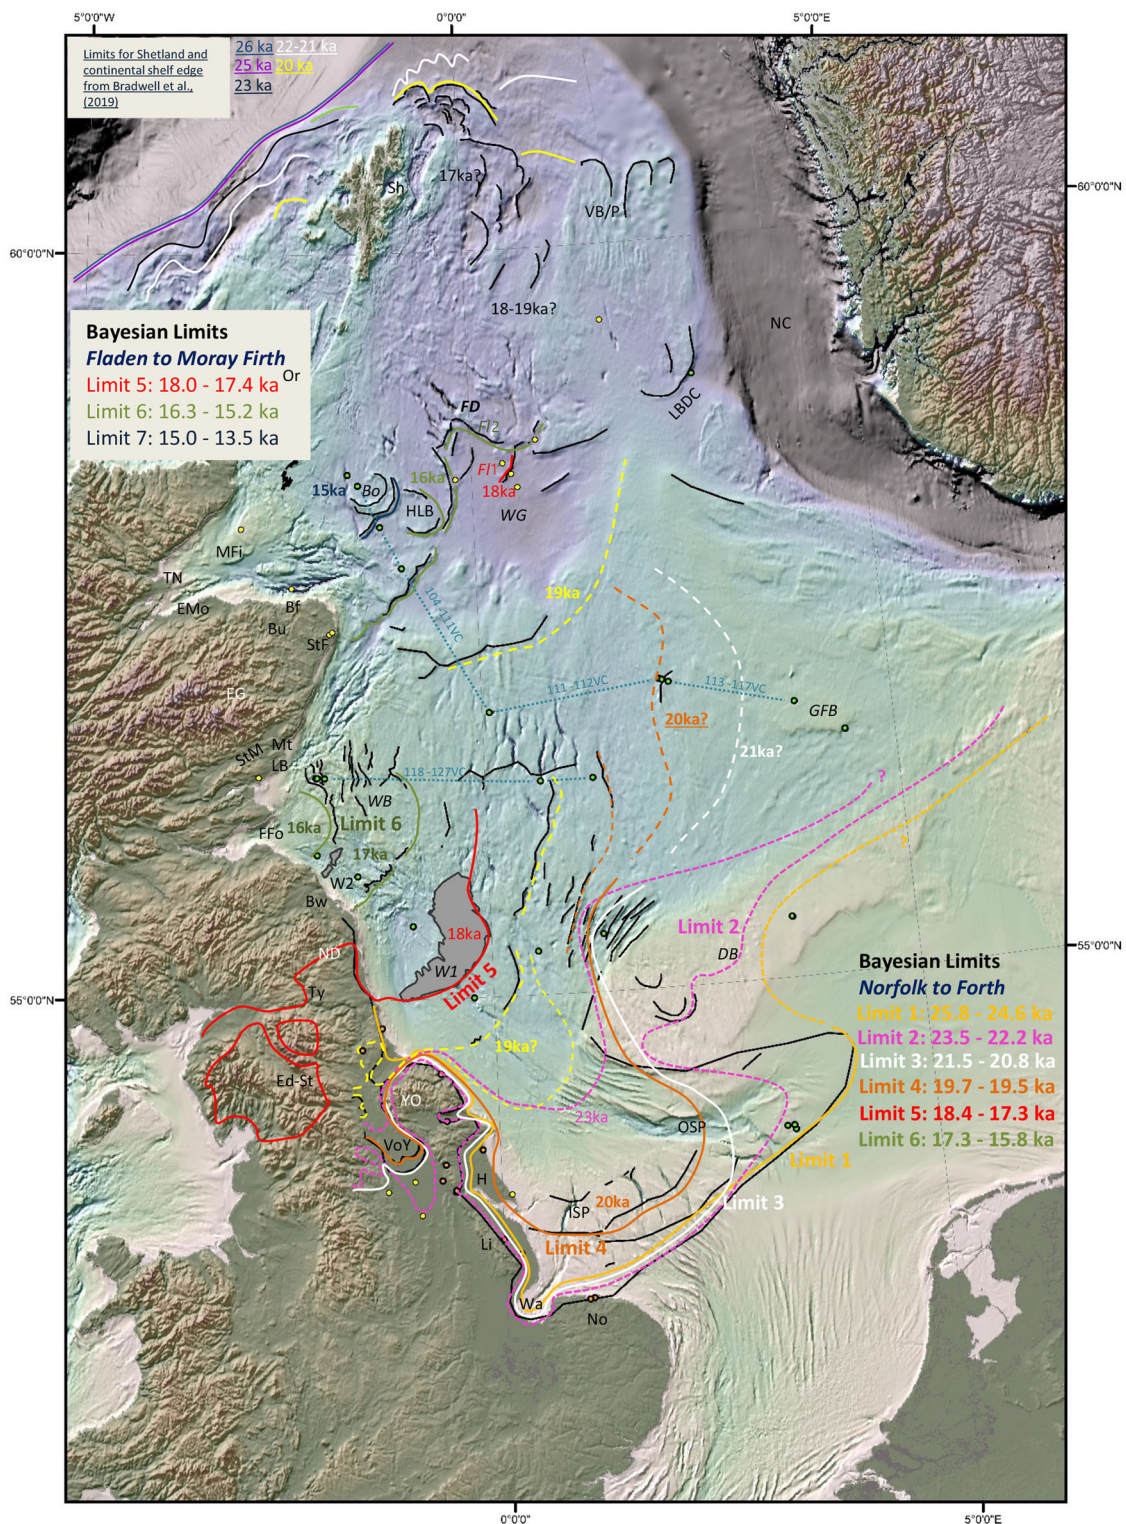 5°0'0"W
0°0'0"
5°0'0"E
Limits for Shetland and
continental shelf edge
from Bradwell et al.,
(2019)
26 ka 22-21 ka
25 ka 20 ka
23 ka
Sh
17ka?
VB/P
60°0'0"N
60°0'0"N
18-19ka?
NC
Bayesian Limits
Fladen to Moray Firth
Limit 5: 18.0 - 17.4 ka
Limit 6: 16.3 - 15.2 ka
Limit 7: 15.0 - 13.5 ka
Or
LBDC
FD
Fl2
Fl1
16ka
18ka
15ka
Bo
HLB
WG
MFi
TN
EMo
Bf
Bu
StF
19ka
104 -111VC
111 -112VC
113 -117VC
EG
GFB
20ka?
21ka?
StM
Mt
LB
118 -127VC
WB
?
16ka
Limit 6
FFo
17ka
?
W2
Bw
Limit 2
18ka
ND
W1
Limit 5
DB
55°0'0"N
55°0'0"N
Ty
Bayesian Limits
Norfolk to Forth
Limit 1: 25.8 - 24.6 ka
Limit 2: 23.5 - 22.2 ka
Limit 3: 21.5 - 20.8 ka
Limit 4: 19.7 - 19.5 ka
Limit 5: 18.4 - 17.3 ka
Limit 6: 17.3 - 15.8 ka
19ka?
Ed-St
YO
23ka
OSP
VoY
Limit 1
H
20ka
ISP
Limit 3
Li
Limit 4
Wa
No
0°0'0"
5°0'0"E